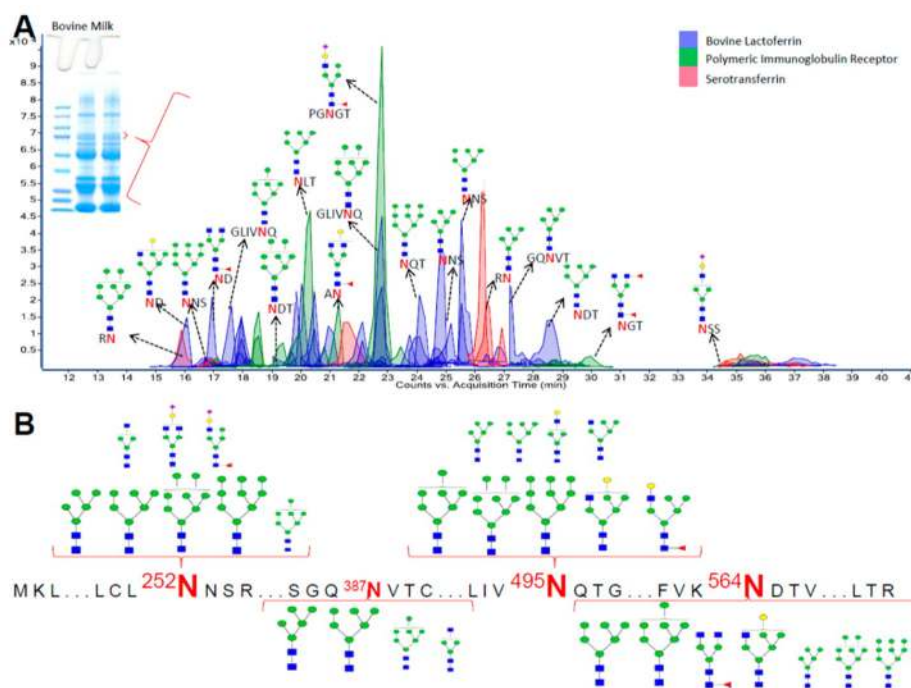 A
Bovine Milk
x10
Bovine Lactoferrin
Polymeric Immunoglobulin Receptor
Serotransferrin
9
8.5
8
7.5
7
6.5
6
5.5
5
4.5
4
3.5
3
2.5
2
1.5
1
0.5
PGNGT
NLT
GLIVNQ
GLIVNQ
NNS
ND
ND
NNS
RN
NDT
AN
NQT
NNS
RN
GQNVT
NDT
NGT
NSS
12 13 14 15 16 17 18 19 20 21 22 23 24 25 26 27 28 29 30 31 32 33 34 35 36 37 38 39 40
Counts vs. Acquisition Time (min)
B
MKL...LCL 252N NSR...SGQ 387N VTC...LIV 495N QTG...FVK 564N DTV...LTR